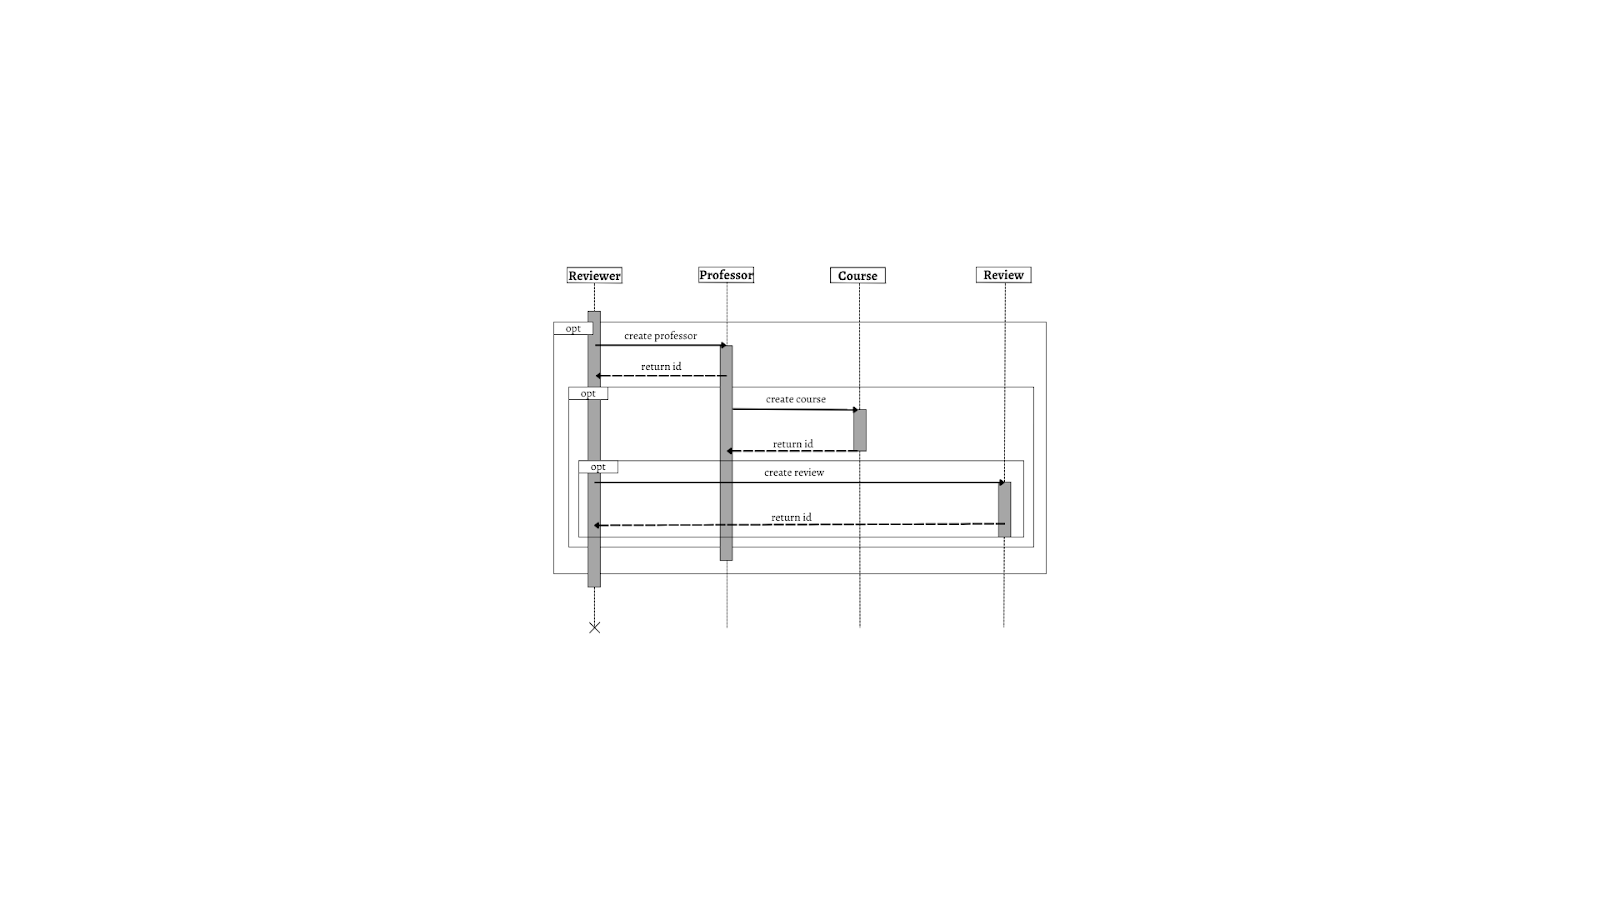 Reviewer
Professor
Course
Review
opt
create professor
return id
opt
create course
return id
opt
create review
return id